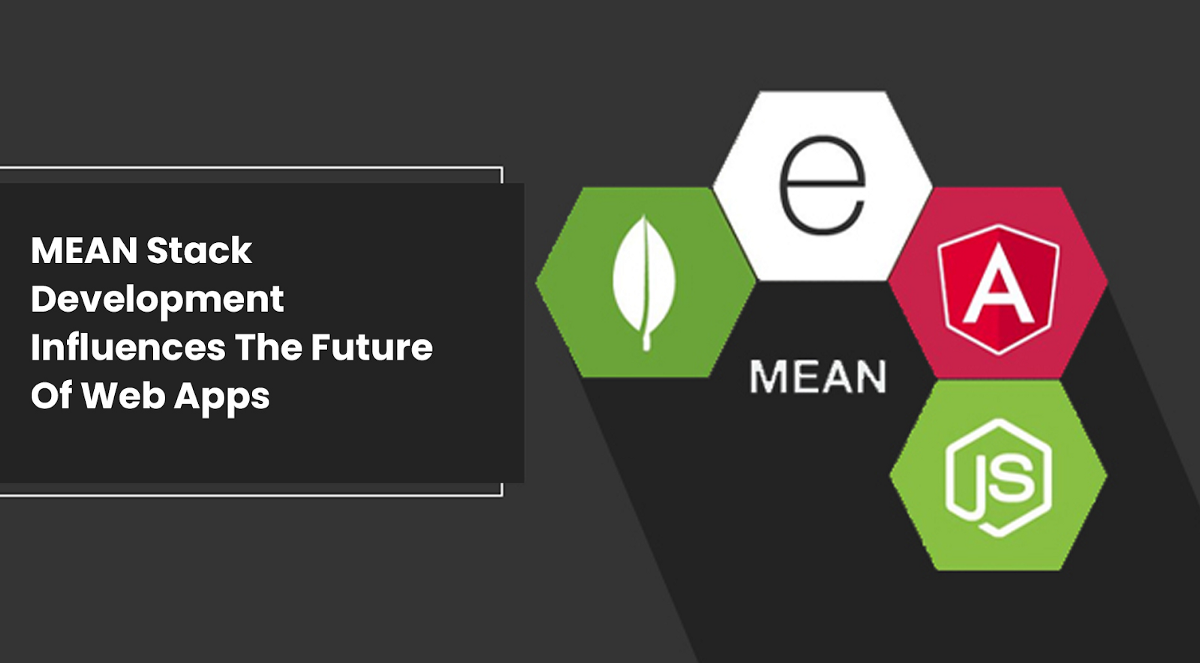 MEAN Stack
Development
Influences The Future
Of Web Apps
e
A
MEAN
JS